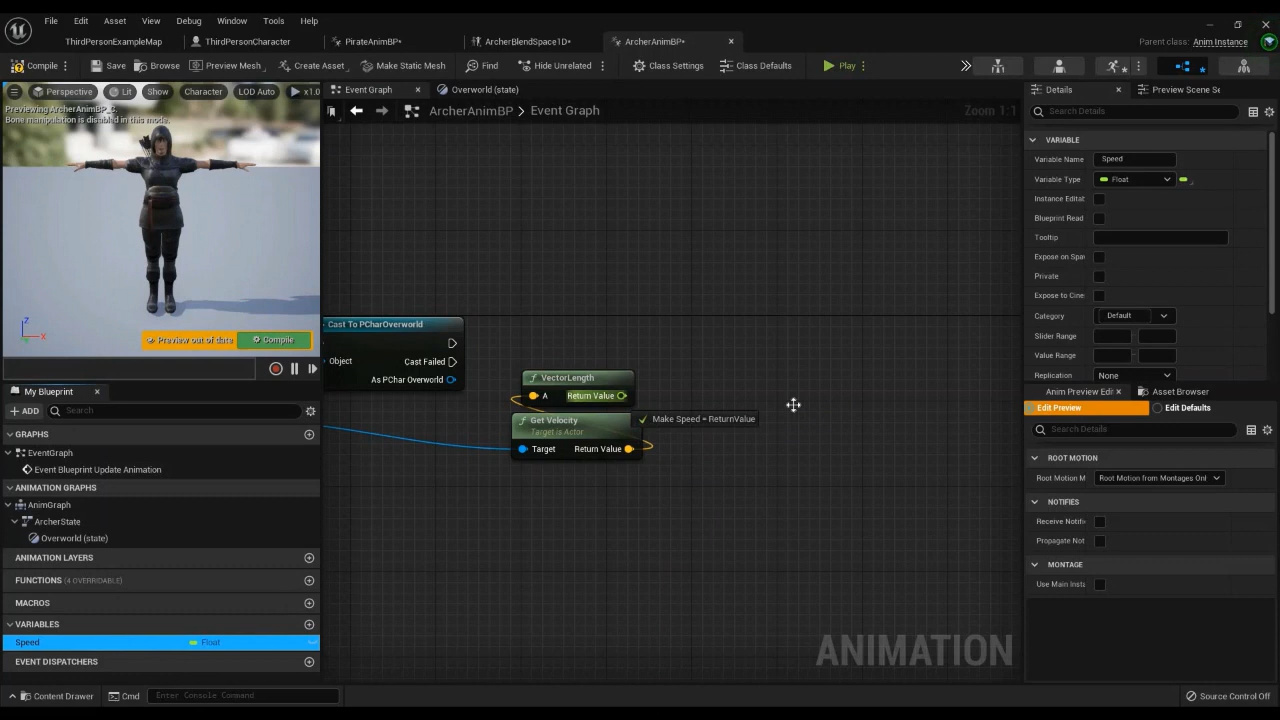 File Edit Asset View Debug Window Tools Help
ThirdPersonExampleMap ThirdPersonCharacter PirateAnimBP• ArcherBlendSpace1D• ArcherAnimBP•
Parent class: Anim Instance
Compile Save Browse Preview Mesh Create Asset Make Static Mesh Find Hide Unrelated Class Settings Class Defaults Play
Perspective Lit Show Character LOD Auto x1.0
Previewing ArcherAnimBP_C.
Bone manipulation is disabled in this mode.
Preview out of date Compile
Event Graph Overworld (state)
ArcherAnimBP > Event Graph
Zoom 1:1
Cast To PCharOverworld
Object
Cast Failed
As PChar Overworld
VectorLength
A Return Value
Get Velocity
Target is Actor
Target Return Value
Make Speed = ReturnValue
ANIMATION
My Blueprint
ADD Search
GRAPHS
EventGraph
Event Blueprint Update Animation
ANIMATION GRAPHS
AnimGraph
ArcherState
Overworld (state)
ANIMATION LAYERS
FUNCTIONS (4 OVERRIDABLE)
MACROS
VARIABLES
Speed Float
EVENT DISPATCHERS
Details Preview Scene Se
Search Details
VARIABLE
Variable Name Speed
Variable Type Float
Instance Editat
Blueprint Read
Tooltip
Expose on Spa
Private
Expose to Cine
Category Default
Slider Range
Value Range
Replication None
Anim Preview Edit Asset Browser
Edit Preview Edit Defaults
Search Details
ROOT MOTION
Root Motion M Root Motion from Montages Onl
NOTIFIES
Receive Notifi
Propagate Not
MONTAGE
Use Main Insta
Content Drawer Cmd Enter Console Command
Source Control Off